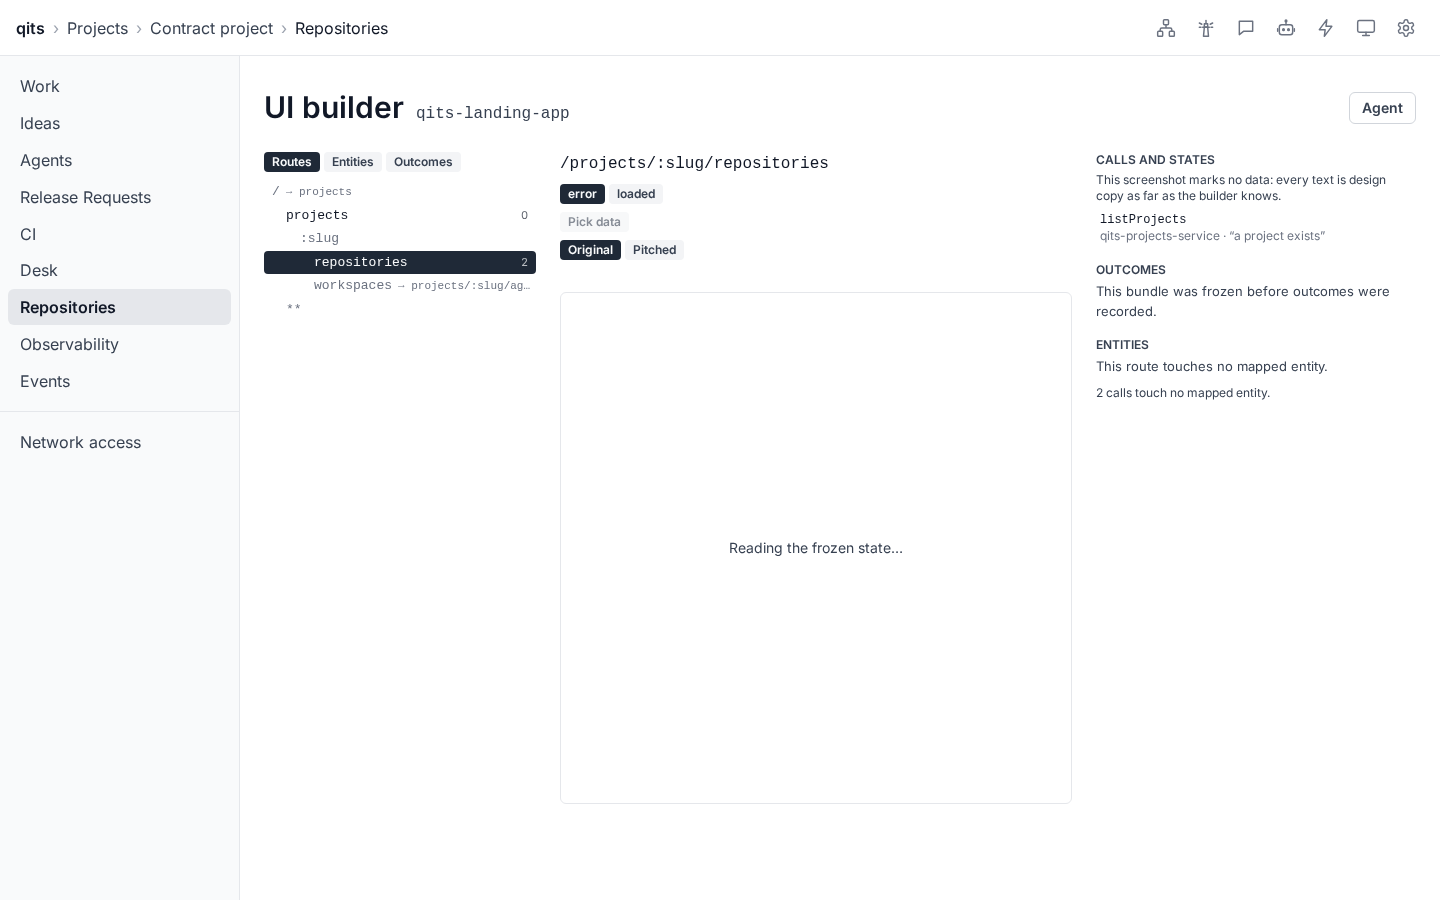 qits › Projects › Contract project › Repositories
Work
Ideas
Agents
Release Requests
CI
Desk
Repositories
Observability
Events
Network access
UI builder qits-landing-app
Agent
Routes Entities Outcomes
/ → projects
projects 0
:slug
repositories 2
workspaces → projects/:slug/ag…
**
/projects/:slug/repositories
error loaded
Pick data
Original Pitched
Reading the frozen state...
CALLS AND STATES
This screenshot marks no data: every text is design
copy as far as the builder knows.
listProjects
qits-projects-service · “a project exists”
OUTCOMES
This bundle was frozen before outcomes were
recorded.
ENTITIES
This route touches no mapped entity.
2 calls touch no mapped entity.